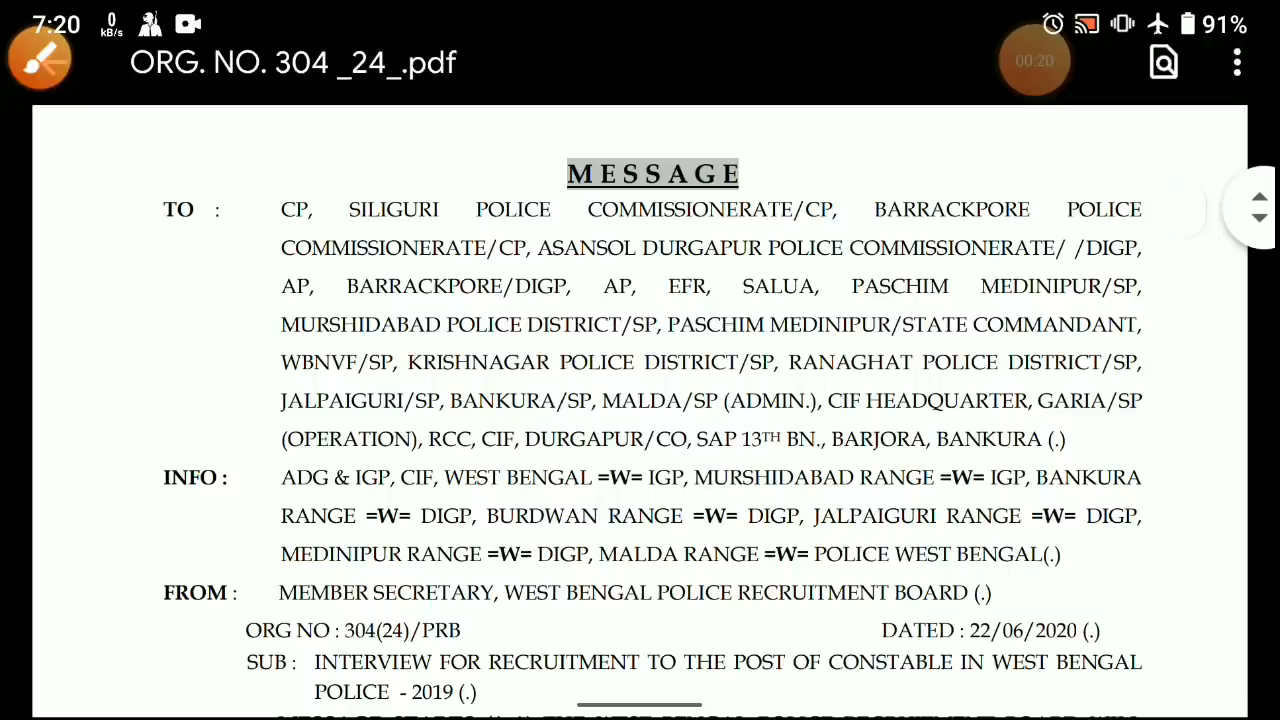 7:20 0 kB/s 91%
ORG. NO. 304 _24_.pdf 00:20
MESSAGE
TO : CP, SILIGURI POLICE COMMISSIONERATE/CP, BARRACKPORE POLICE
COMMISSIONERATE/CP, ASANSOL DURGAPUR POLICE COMMISSIONERATE/ /DIGP,
AP, BARRACKPORE/DIGP, AP, EFR, SALUA, PASCHIM MEDINIPUR/SP,
MURSHIDABAD POLICE DISTRICT/SP, PASCHIM MEDINIPUR/STATE COMMANDANT,
WBNVF/SP, KRISHNAGAR POLICE DISTRICT/SP, RANAGHAT POLICE DISTRICT/SP,
JALPAIGURI/SP, BANKURA/SP, MALDA/SP (ADMIN.), CIF HEADQUARTER, GARIA/SP
(OPERATION), RCC, CIF, DURGAPUR/CO, SAP 13TH BN., BARJORA, BANKURA (.)
INFO : ADG & IGP, CIF, WEST BENGAL =W= IGP, MURSHIDABAD RANGE =W= IGP, BANKURA
RANGE =W= DIGP, BURDWAN RANGE =W= DIGP, JALPAIGURI RANGE =W= DIGP,
MEDINIPUR RANGE =W= DIGP, MALDA RANGE =W= POLICE WEST BENGAL(.)
FROM : MEMBER SECRETARY, WEST BENGAL POLICE RECRUITMENT BOARD (.)
ORG NO : 304(24)/PRB DATED : 22/06/2020 (.)
SUB : INTERVIEW FOR RECRUITMENT TO THE POST OF CONSTABLE IN WEST BENGAL
POLICE - 2019 (.)